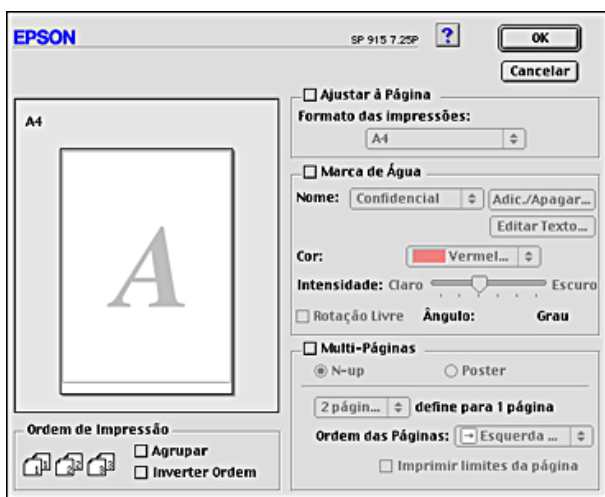 EPSON
SP 915 7.25P
?
OK
Cancelar
A4
A
Ordem de Impressão
Agrupar
Inverter Ordem
Ajustar à Página
Formato das impressões:
A4
Marca de Água
Nome: Confidencial Adic./Apagar...
Editar Texto...
Cor: Vermel...
Intensidade: Claro Escuro
Rotação Livre Ângulo: Grau
Multi-Páginas
N-up Poster
2 págin... define para 1 página
Ordem das Páginas: Esquerda ...
Imprimir limites da página